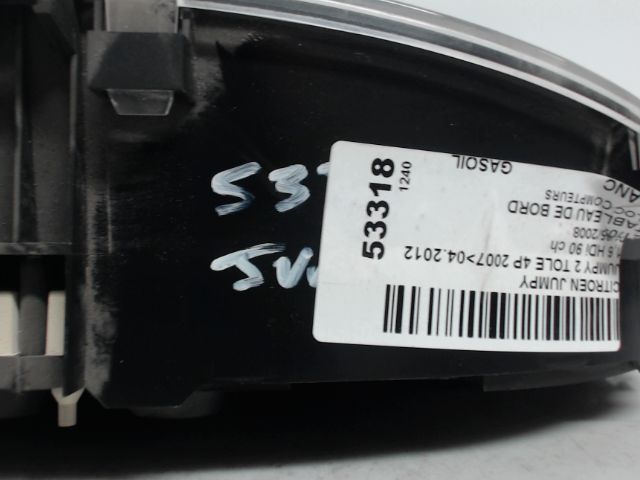 CITROEN JUMPY
JUMPY 2 TOLE 4P 2007>04.2012
1.6 HDi 90 ch
2008
TABLEAU DE BORD
COMPTEURS
GASOIL
53318
1240